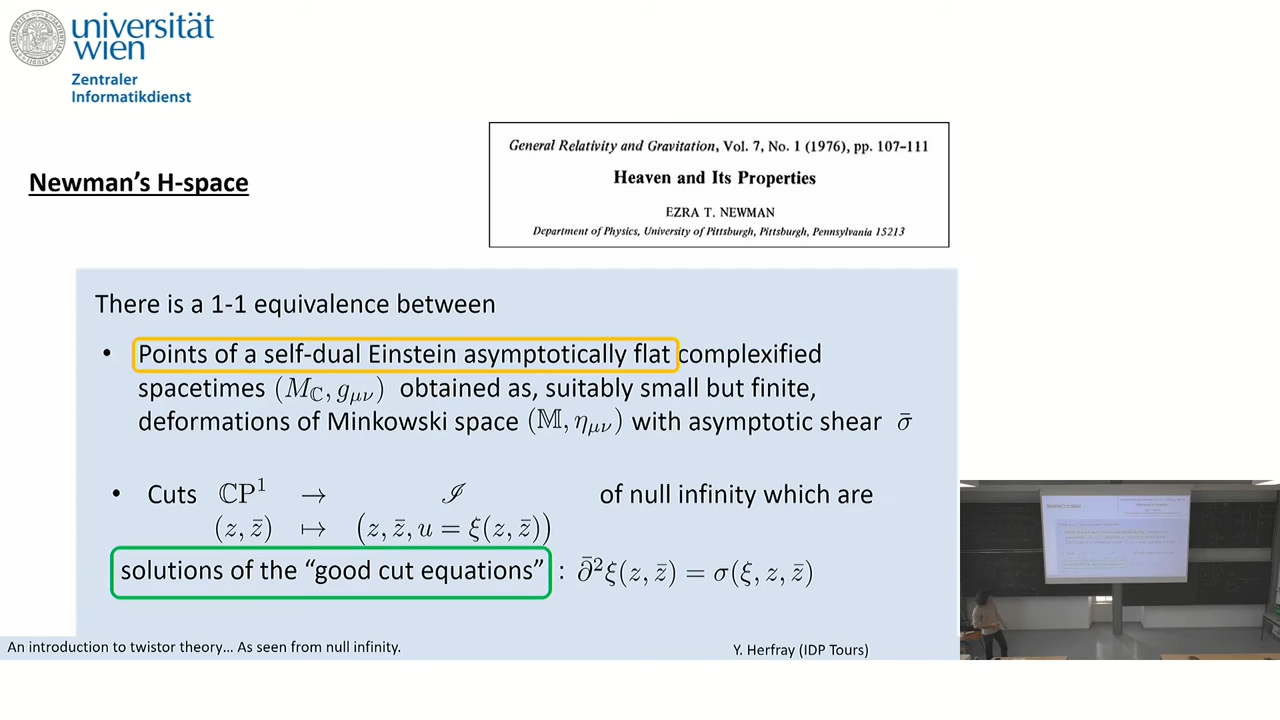 universität
wien
Zentraler
Informatikdienst
General Relativity and Gravitation, Vol. 7, No. 1 (1976), pp. 107-111
Heaven and Its Properties
EZRA T. NEWMAN
Department of Physics, University of Pittsburgh, Pittsburgh, Pennsylvania 15213
Newman's H-space
There is a 1-1 equivalence between
• Points of a self-dual Einstein asymptotically flat complexified
spacetimes (M_ℂ, g_μν) obtained as, suitably small but finite,
deformations of Minkowski space (𝕄, η_μν) with asymptotic shear σ̄
• Cuts ℂP¹ → ℐ of null infinity which are
(z, z̄) ↦ (z, z̄, u = ξ(z, z̄))
solutions of the “good cut equations” : ∂̄²ξ(z, z̄) = σ(ξ, z, z̄)
An introduction to twistor theory... As seen from null infinity.
Y. Herfray (IDP Tours)